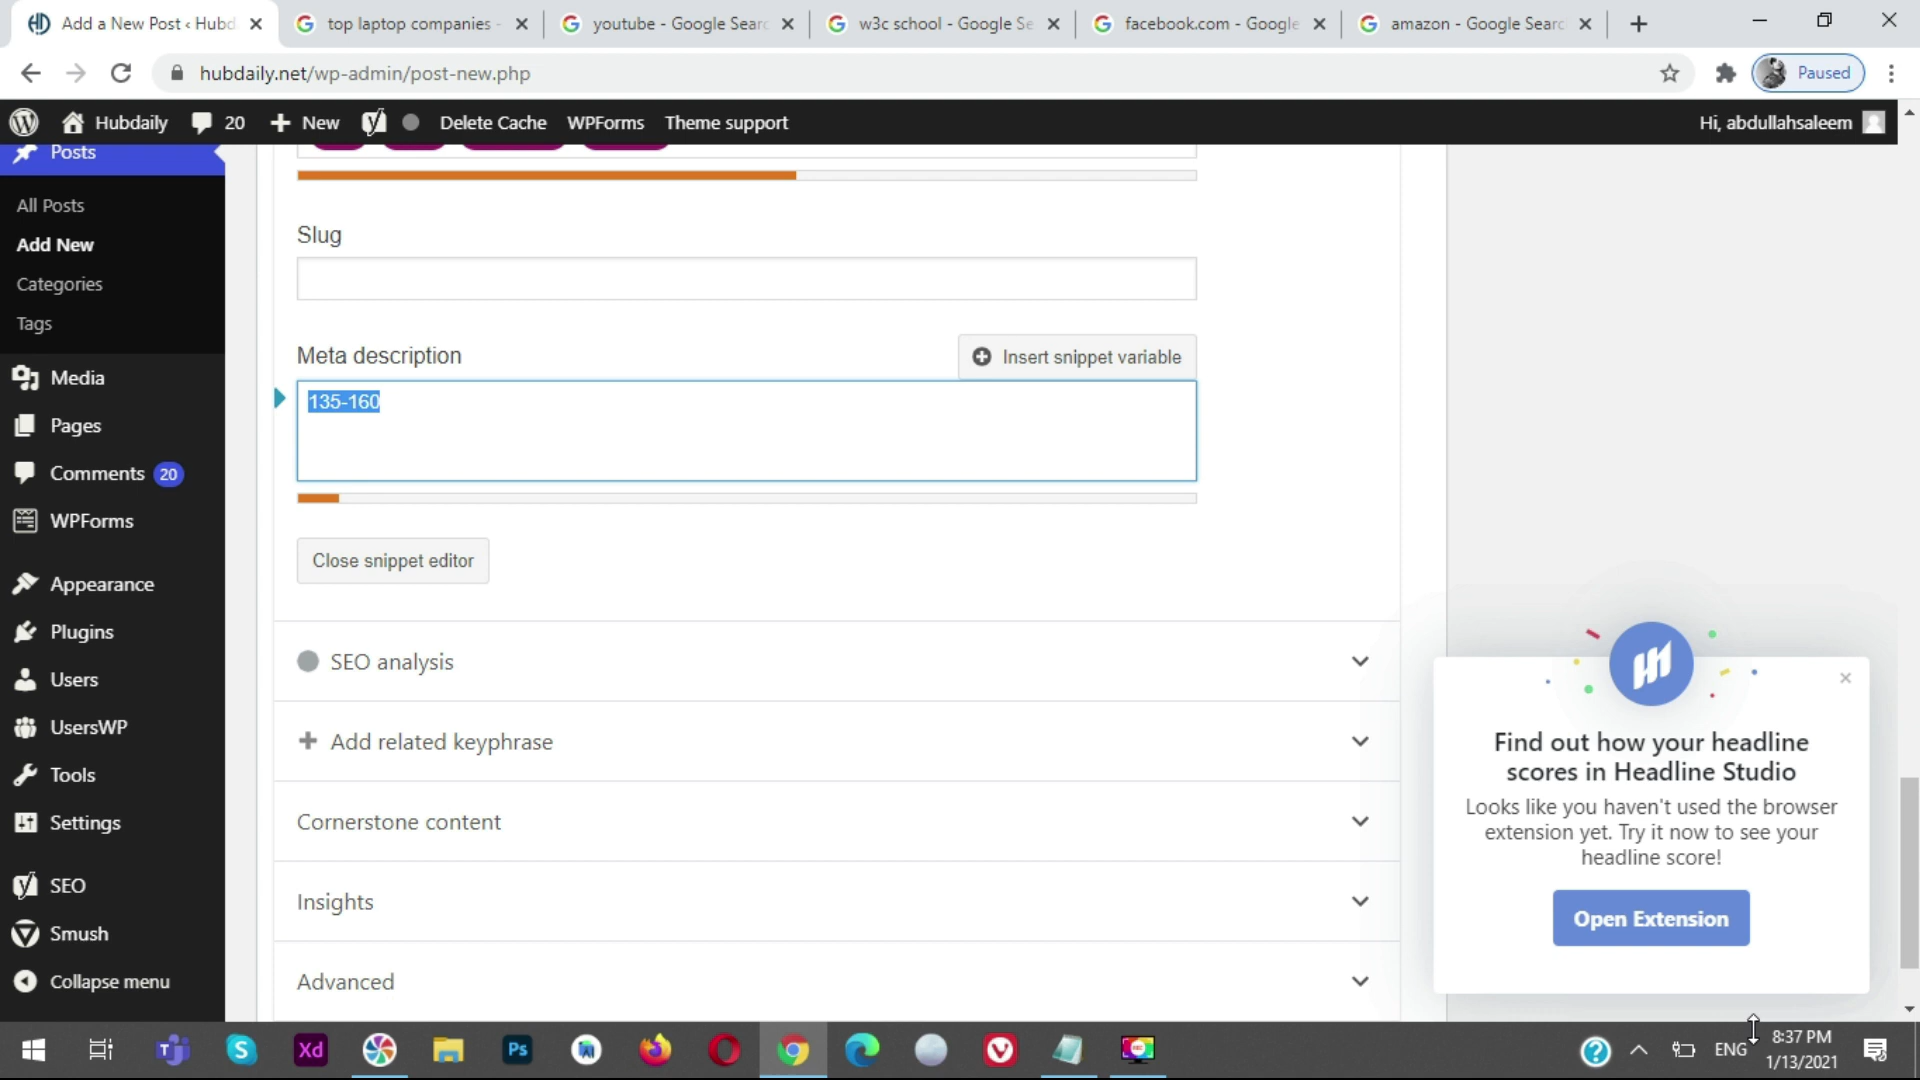 Add a New Post ‹ Hubd
top laptop companies -
youtube - Google Searc
w3c school - Google Se
facebook.com - Google
amazon - Google Searc
hubdaily.net/wp-admin/post-new.php
Paused
Hubdaily
20
New
Delete Cache
WPForms
Theme support
Hi, abdullahsaleem
Posts
All Posts
Add New
Categories
Tags
Media
Pages
Comments 20
WPForms
Appearance
Plugins
Users
UsersWP
Tools
Settings
SEO
Smush
Collapse menu
Slug
Meta description
Insert snippet variable
135-160
Close snippet editor
SEO analysis
Add related keyphrase
Cornerstone content
Insights
Advanced
Find out how your headline
scores in Headline Studio
Looks like you haven't used the browser
extension yet. Try it now to see your
headline score!
Open Extension
Xd
Ps
ENG
8:37 PM
1/13/2021